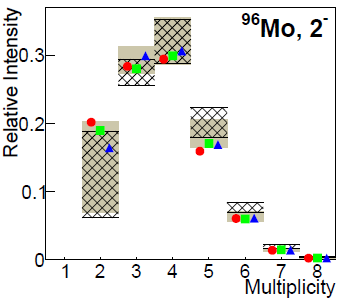 ⁹⁶Mo, 2⁻
Relative Intensity
0.3
0.2
0.1
0
1 2 3 4 5 6 7 8
Multiplicity